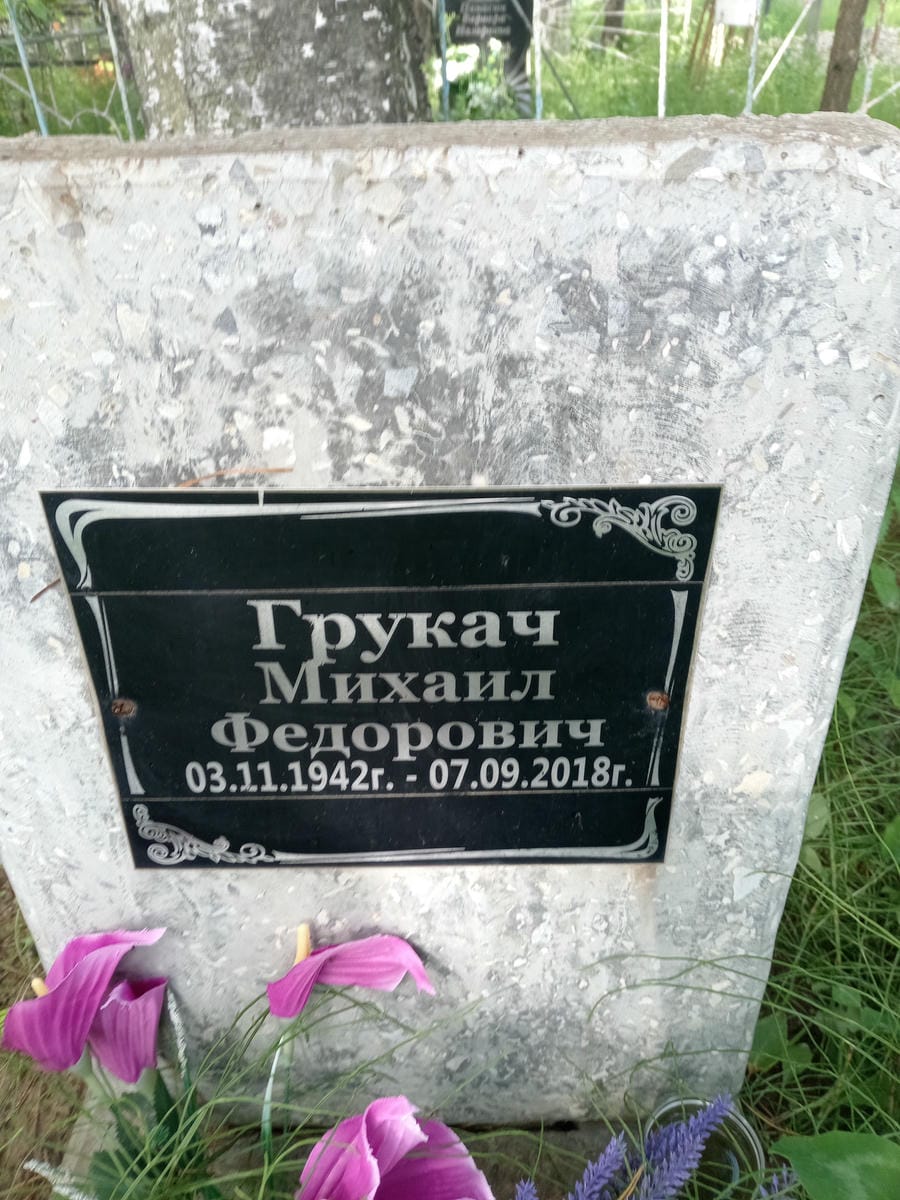 Грукач
Михаил
Федорович
03.11.1942г. - 07.09.2018г.